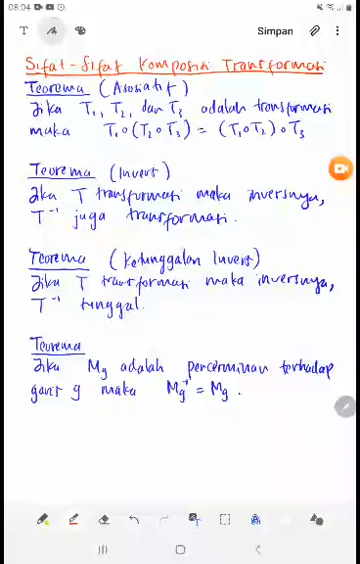 08:04
T
Simpan
Sifat-Sifat Komposisi Transformasi
Teorema (Asosiatif)
Jika T₁, T₂, dan T₃ adalah transformasi
maka T₁∘(T₂∘T₃) = (T₁∘T₂)∘T₃
Teorema (Invers)
Jika T transformasi maka inversnya,
T⁻¹ juga transformasi.
Teorema (Ketunggalan Invers)
Jika T transformasi maka inversnya,
T⁻¹ tunggal.
Teorema
Jika Mg adalah pencerminan terhadap
garis g maka Mg⁻¹ = Mg.